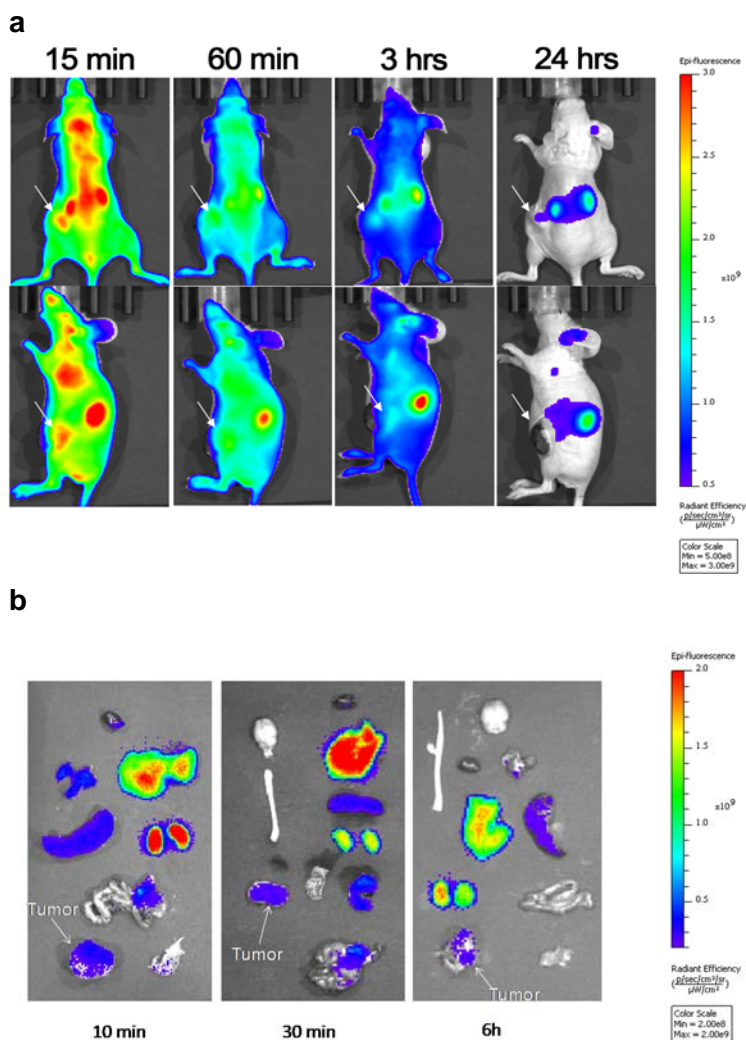 a
15 min
60 min
3 hrs
24 hrs
Epi-fluorescence
3.0
2.5
2.0
x10⁹
1.5
1.0
0.5
Radiant Efficiency
(p/sec/cm²/sr / µW/cm²)
Color Scale
Min = 5.00e8
Max = 3.00e9
b
Epi-fluorescence
2.0
1.5
x10⁹
1.0
0.5
Tumor
Tumor
Tumor
10 min
30 min
6h
Radiant Efficiency
(p/sec/cm²/sr / µW/cm²)
Color Scale
Min = 2.00e8
Max = 2.00e9